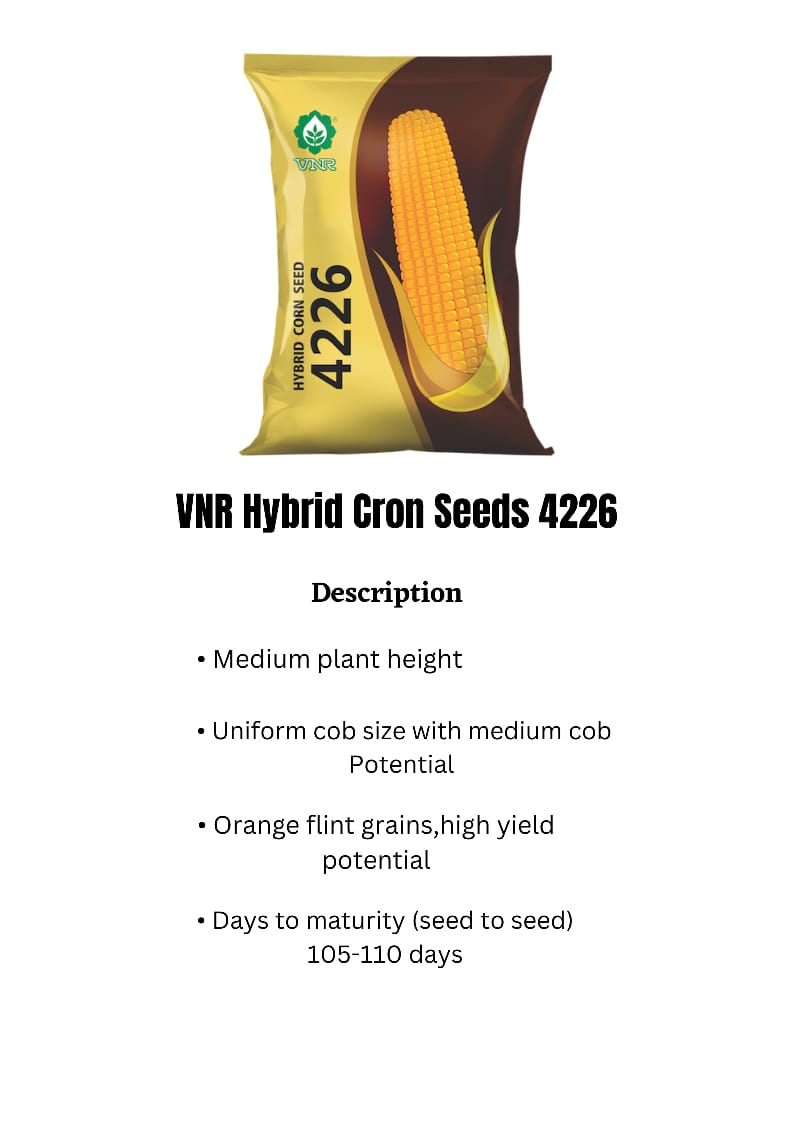 VNR
HYBRID CORN SEED
4226
VNR Hybrid Cron Seeds 4226
Description
• Medium plant height
• Uniform cob size with medium cob
Potential
• Orange flint grains,high yield
potential
• Days to maturity (seed to seed)
105-110 days